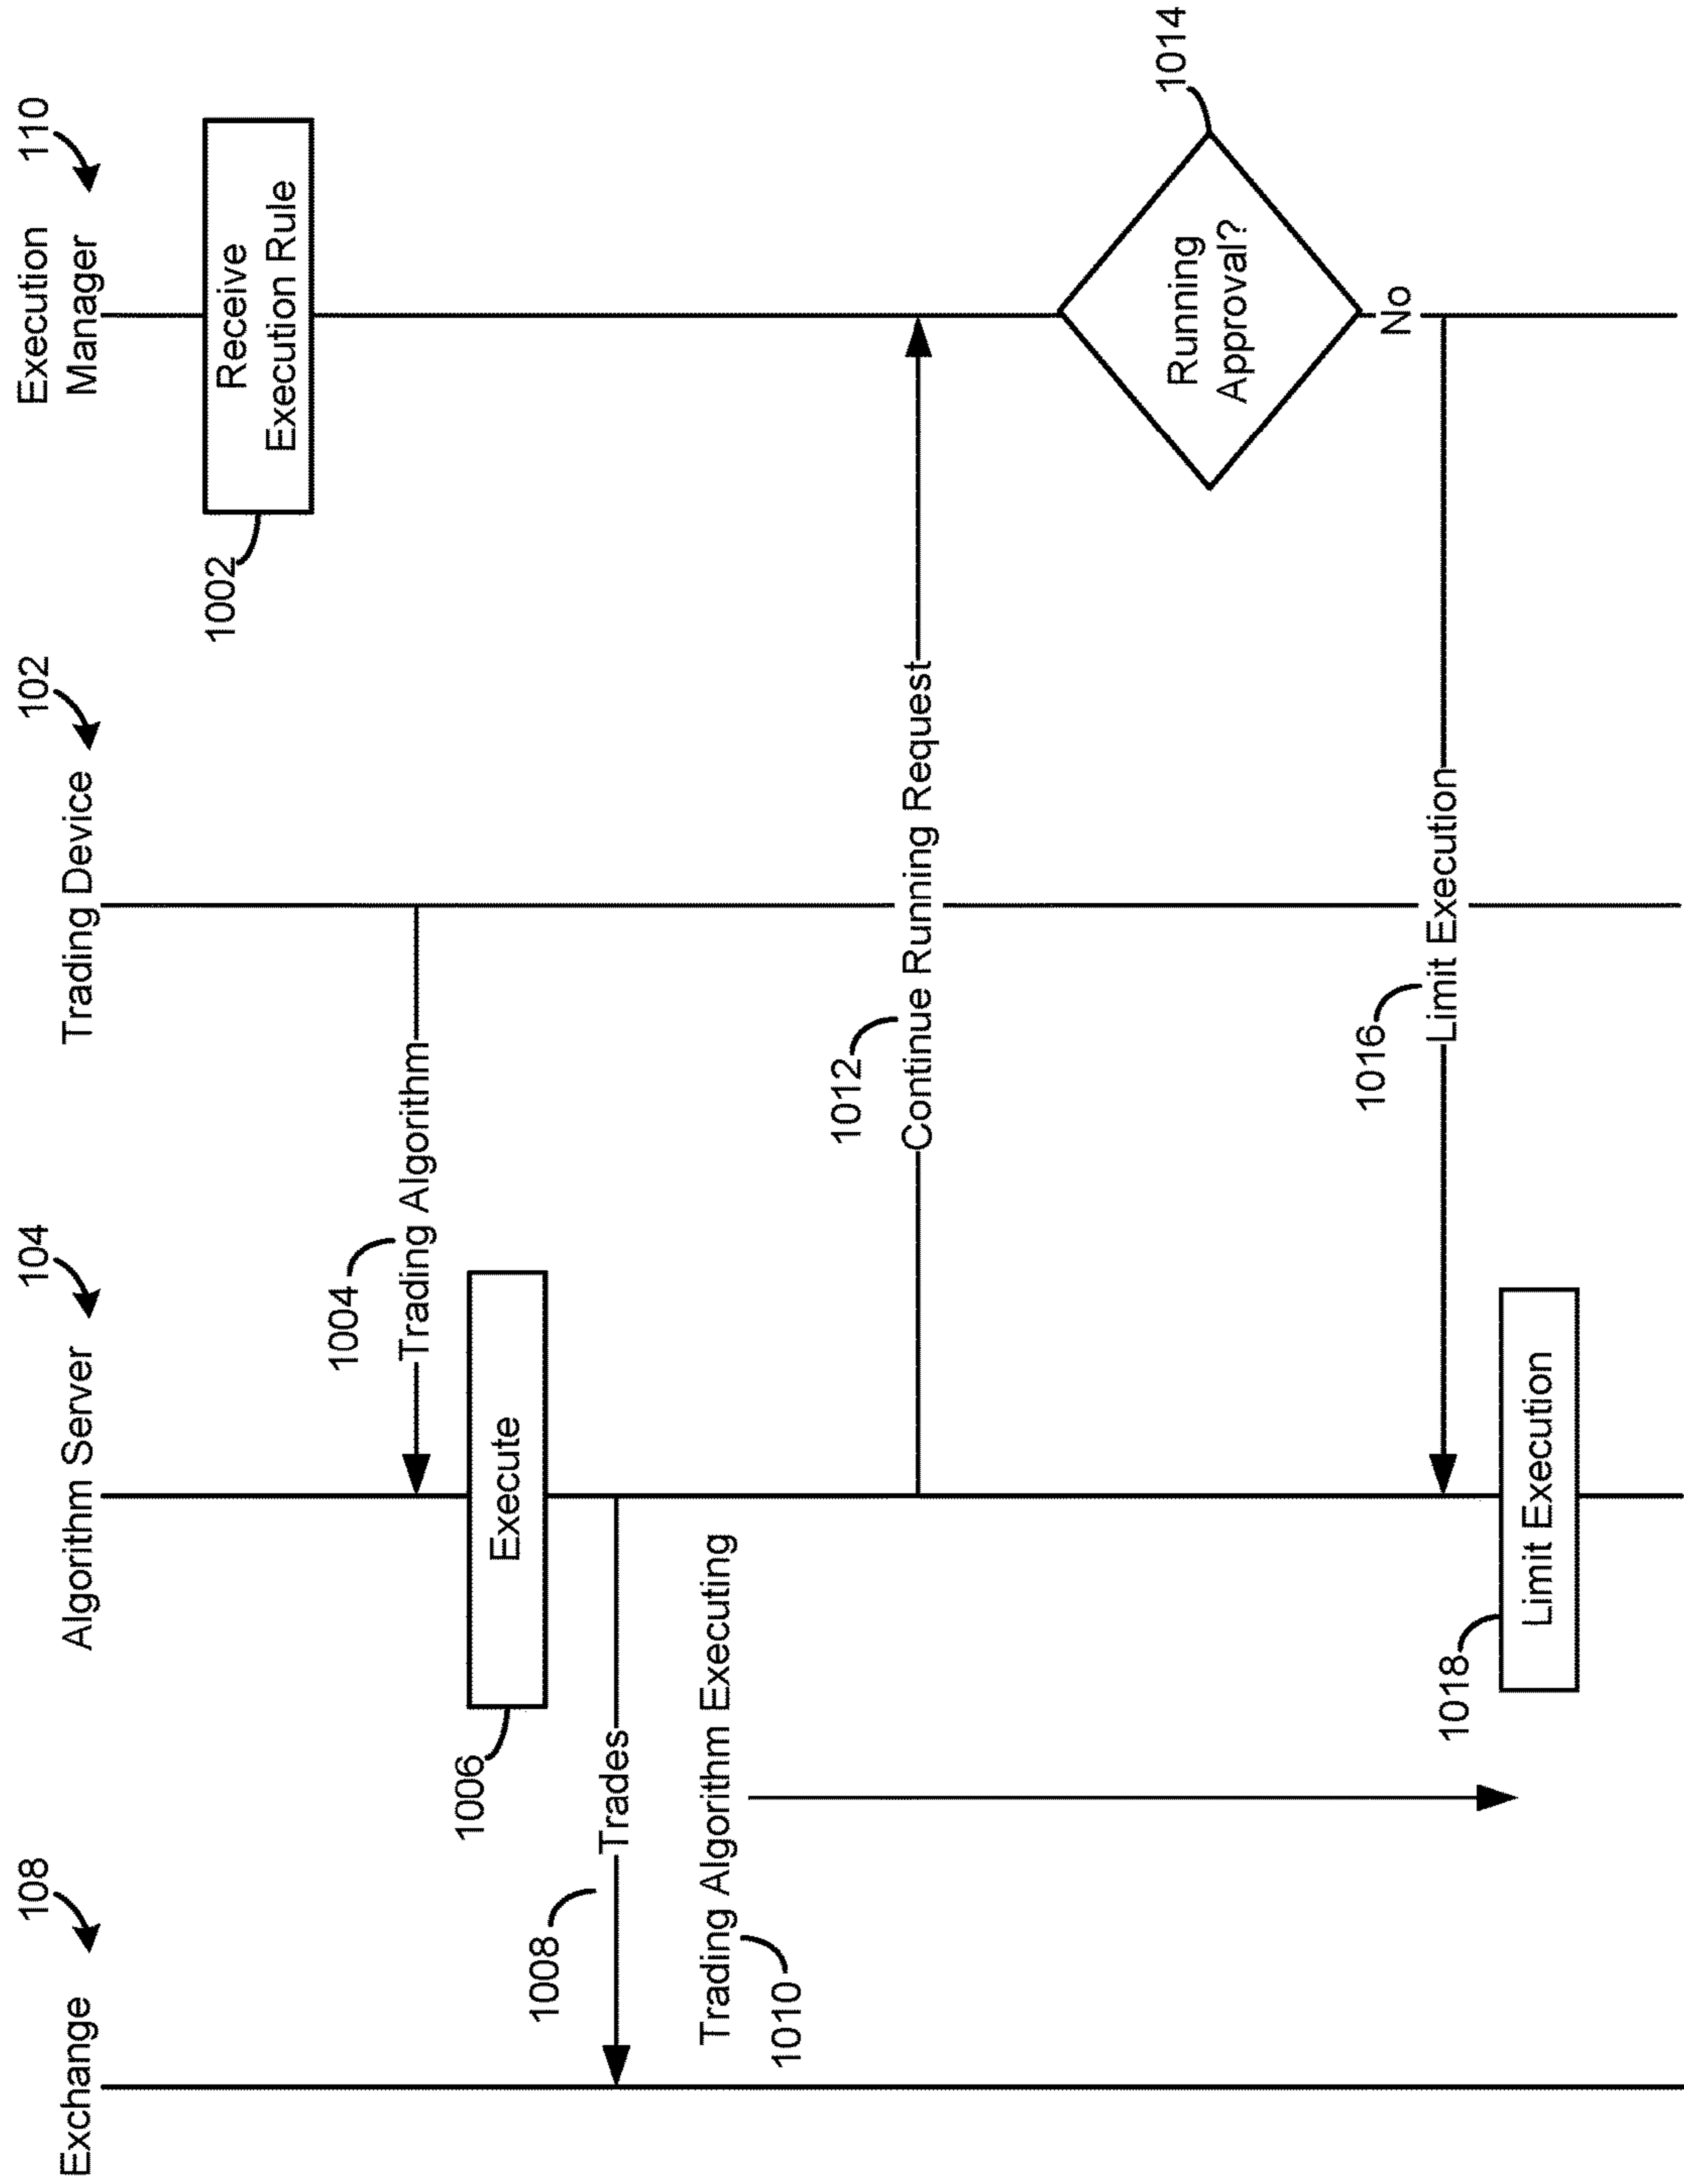 Exchange
108
Algorithm Server
104
Trading Device
102
Execution
Manager
110
Receive
Execution Rule
1002
1004
Trading Algorithm
Execute
1006
1008
Trades
Trading Algorithm Executing
1010
1012
Continue Running Request
Running
Approval?
1014
No
1016
Limit Execution
1018
Limit Execution